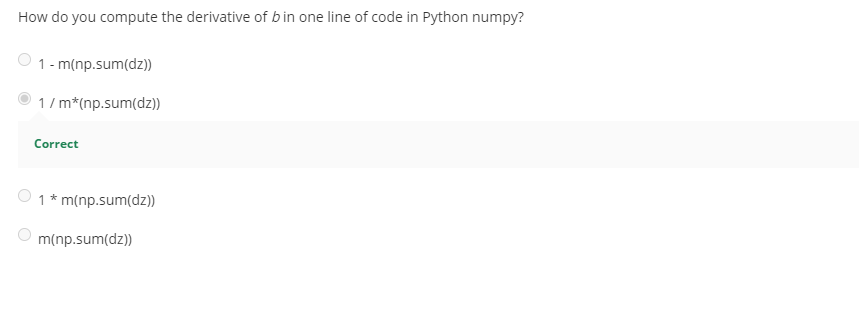 How do you compute the derivative of b in one line of code in Python numpy?
1 - m(np.sum(dz))
1 / m*(np.sum(dz))
Correct
1 * m(np.sum(dz))
m(np.sum(dz))